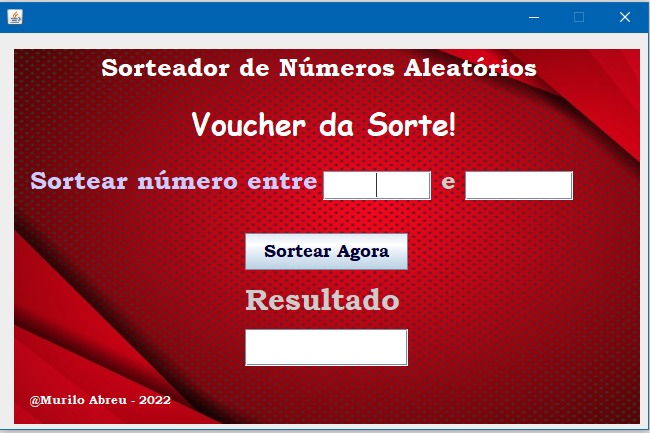 Sorteador de Números Aleatórios
Voucher da Sorte!
Sortear número entre e
Sortear Agora
Resultado
@Murilo Abreu - 2022